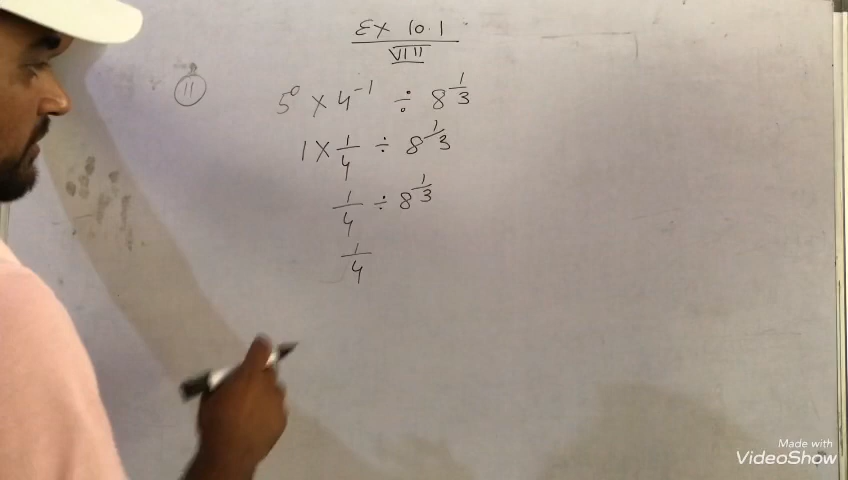 Ex 10.1
VIII
11 5⁰ × 4⁻¹ ÷ 8^(1/3)
1 × 1/4 ÷ 8^(1/3)
1/4 ÷ 8^(1/3)
1/4
Made with
VideoShow